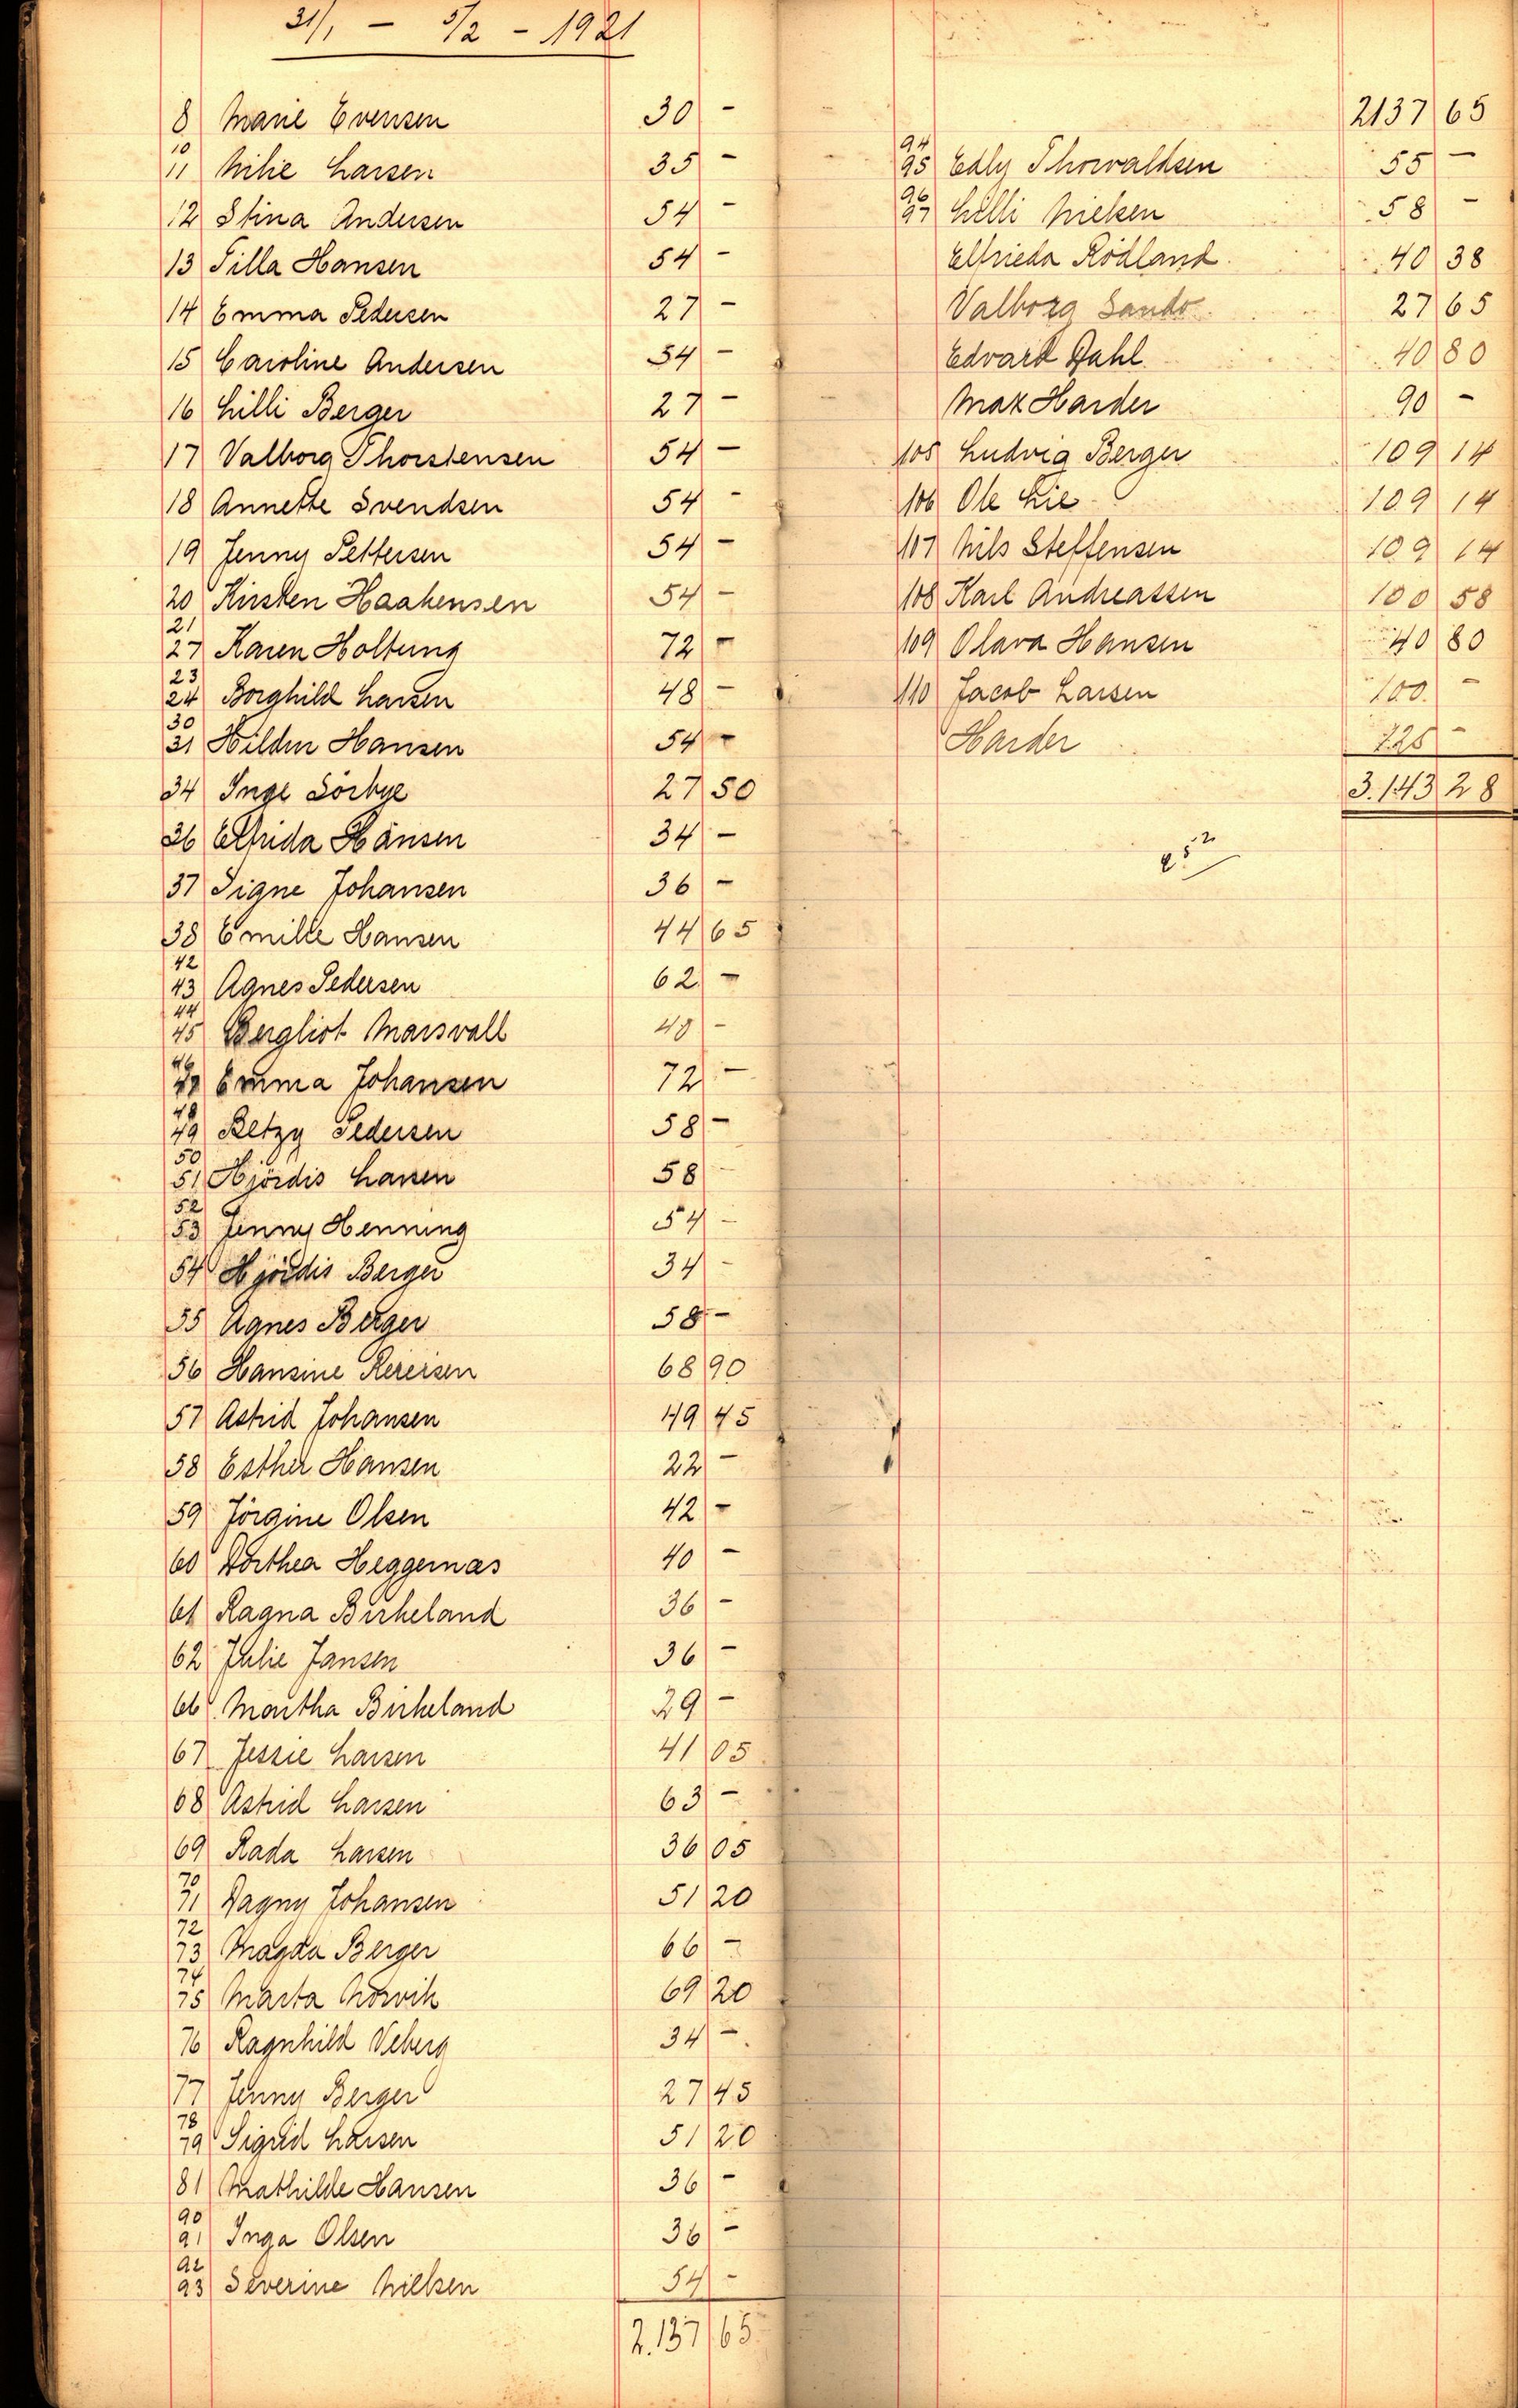 31/1 - 5/2 - 1921
8 Marie Evensen 30 -
10
11 Milie Larsen 35 -
12 Stina Andersen 54 -
13 Tilla Hansen 54 -
14 Emma Pedersen 27 -
15 Caroline Andersen 54 -
16 Lilli Berger 27 -
17 Valborg Thorstensen 54 -
18 Annette Svendsen 54 -
19 Jenny Pettersen 54 -
20 Kirsten Haakensen 54 -
21
27 Karen Holtung 72 -
23
24 Borghild Larsen 48 -
30
31 Hildur Hansen 54 -
34 Inge Sörbye 27 50
36 Elfrida Hansen 34 -
37 Signe Johansen 36 -
38 Emilie Hansen 44 65
42
43 Agnes Pedersen 62 -
44
45 Bergliot Marsvall 48 -
46
Emma Johansen 72 -
48
49 Betzy Pedersen 58 -
50
51 Hjördis Larsen 58
52
53 Jenny Henning 54 -
54 Hjördis Berger 34 -
55 Agnes Berger 58 -
56 Hansine Reiersen 68 90
57 Astrid Johansen 49 45
58 Esther Hansen 22 -
59 Jörgine Olsen 42 -
60 Dorthea Heggernæs 40 -
61 Ragna Birkeland 36 -
62 Julie Jansen 36 -
66 Martha Birkeland 29 -
67 Jessie Larsen 41 05
68 Astrid Larsen 63 -
69 Rada Larsen 36 05
70
71 Dagny Johansen 51 20
72
73 Magda Berger 66 -
74
75 Marta Norvik 69 20
76 Ragnhild Veberg 34 -
77 Jenny Berger 27 45
78
79 Sigrid Larsen 51 20
81 Mathilde Hansen 36 -
90
91 Inga Olsen 36 -
92
93 Severine Nielsen 54 -
2.137 65
2137 65
94
95 Edly Thorvaldsen 55 -
96
97 Lilli Nielsen 58 -
Elfrieda Rödland 40 38
Valborg Sando 27 65
Edvard Dahl 40 80
Max Harder 90 -
105 Ludvig Berger 109 14
106 Ole Lie 109 14
107 Nils Steffensen 109 14
108 Karl Andreassen 100 58
109 Olava Hansen 40 80
110 Jacob Larsen 100 -
Harder 125 -
3.143 28